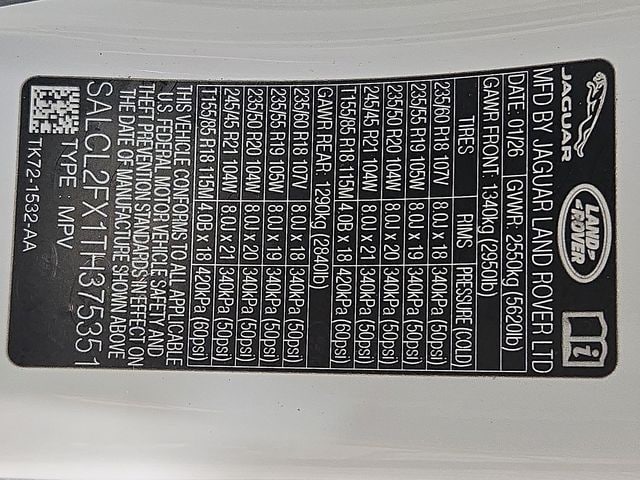 JAGUAR
LAND-
ROVER
MFD BY JAGUAR LAND ROVER LTD
DATE: 01/26 GVWR: 2550kg (5620lb)
GAWR FRONT: 1340kg (2950lb)
TIRES RIMS PRESSURE (COLD)
235/60 R18 107V 8.0J x 18 340kPa (50psi)
235/55 R19 105W 8.0J x 19 340kPa (50psi)
235/50 R20 104W 8.0J x 20 340kPa (50psi)
245/45 R21 104W 8.0J x 21 340kPa (50psi)
T155/85 R18 115M 4.0B x 18 420kPa (60psi)
GAWR REAR: 1290kg (2840lb)
235/60 R18 107V 8.0J x 18 340kPa (50psi)
235/55 R19 105W 8.0J x 19 340kPa (50psi)
235/50 R20 104W 8.0J x 20 340kPa (50psi)
245/45 R21 104W 8.0J x 21 340kPa (50psi)
T155/85 R18 115M 4.0B x 18 420kPa (60psi)
THIS VEHICLE CONFORMS TO ALL APPLICABLE
U.S. FEDERAL MOTOR VEHICLE SAFETY AND
THEFT PREVENTION STANDARDS IN EFFECT ON
THE DATE OF MANUFACTURE SHOWN ABOVE
SALCL2FX1TH375351
TYPE : MPV
TK72-1532-AA